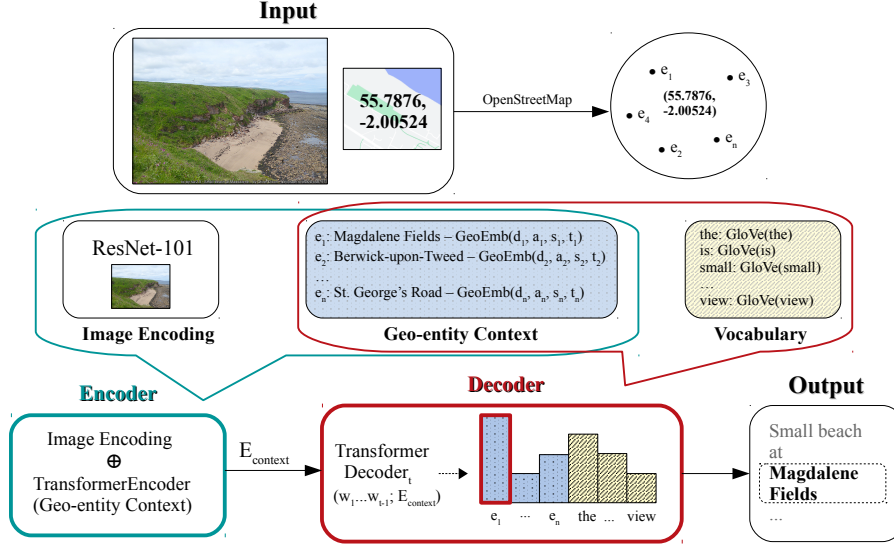 Input
55.7876,
-2.00524
OpenStreetMap
e1
e3
(55.7876,
-2.00524)
e4
en
e2
ResNet-101
Image Encoding
e1: Magdalene Fields – GeoEmb(d1, a1, s1, t1)
e2: Berwick-upon-Tweed – GeoEmb(d2, a2, s2, t2)
...
en: St. George's Road – GeoEmb(dn, an, sn, tn)
Geo-entity Context
the: GloVe(the)
is: GloVe(is)
small: GloVe(small)
...
view: GloVe(view)
Vocabulary
Encoder
Image Encoding
⊕
TransformerEncoder
(Geo-entity Context)
Econtext
Decoder
Transformer
Decodert
(w1...wt-1; Econtext)
e1 ... en the ... view
Output
Small beach
at
Magdalene
Fields
...